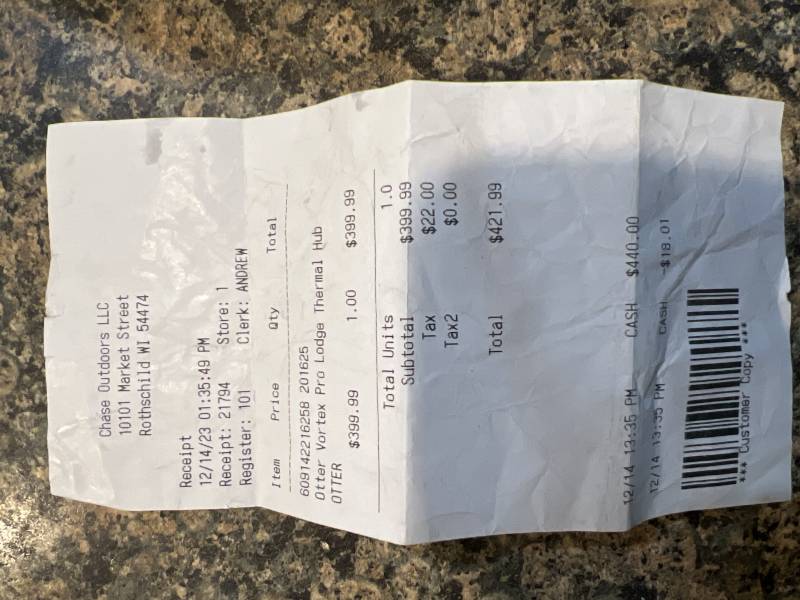 Chase Outdoors LLC
10101 Market Street
Rothschild WI 54474
Receipt
12/14/23 01:35:49 PM
Receipt: 21794 Store: 1
Register: 101 Clerk: ANDREW
Item Price Qty Total
609142216258 201625
Otter Vortex Pro Lodge Thermal Hub
OTTER
$399.99 1.00 $399.99
Total Units 1.0
Subtotal $399.99
Tax $22.00
Tax2 $0.00
Total $421.99
12/14 13:35 PM CASH $440.00
12/14 13:35 PM CASH -$18.01
*** Customer Copy ***